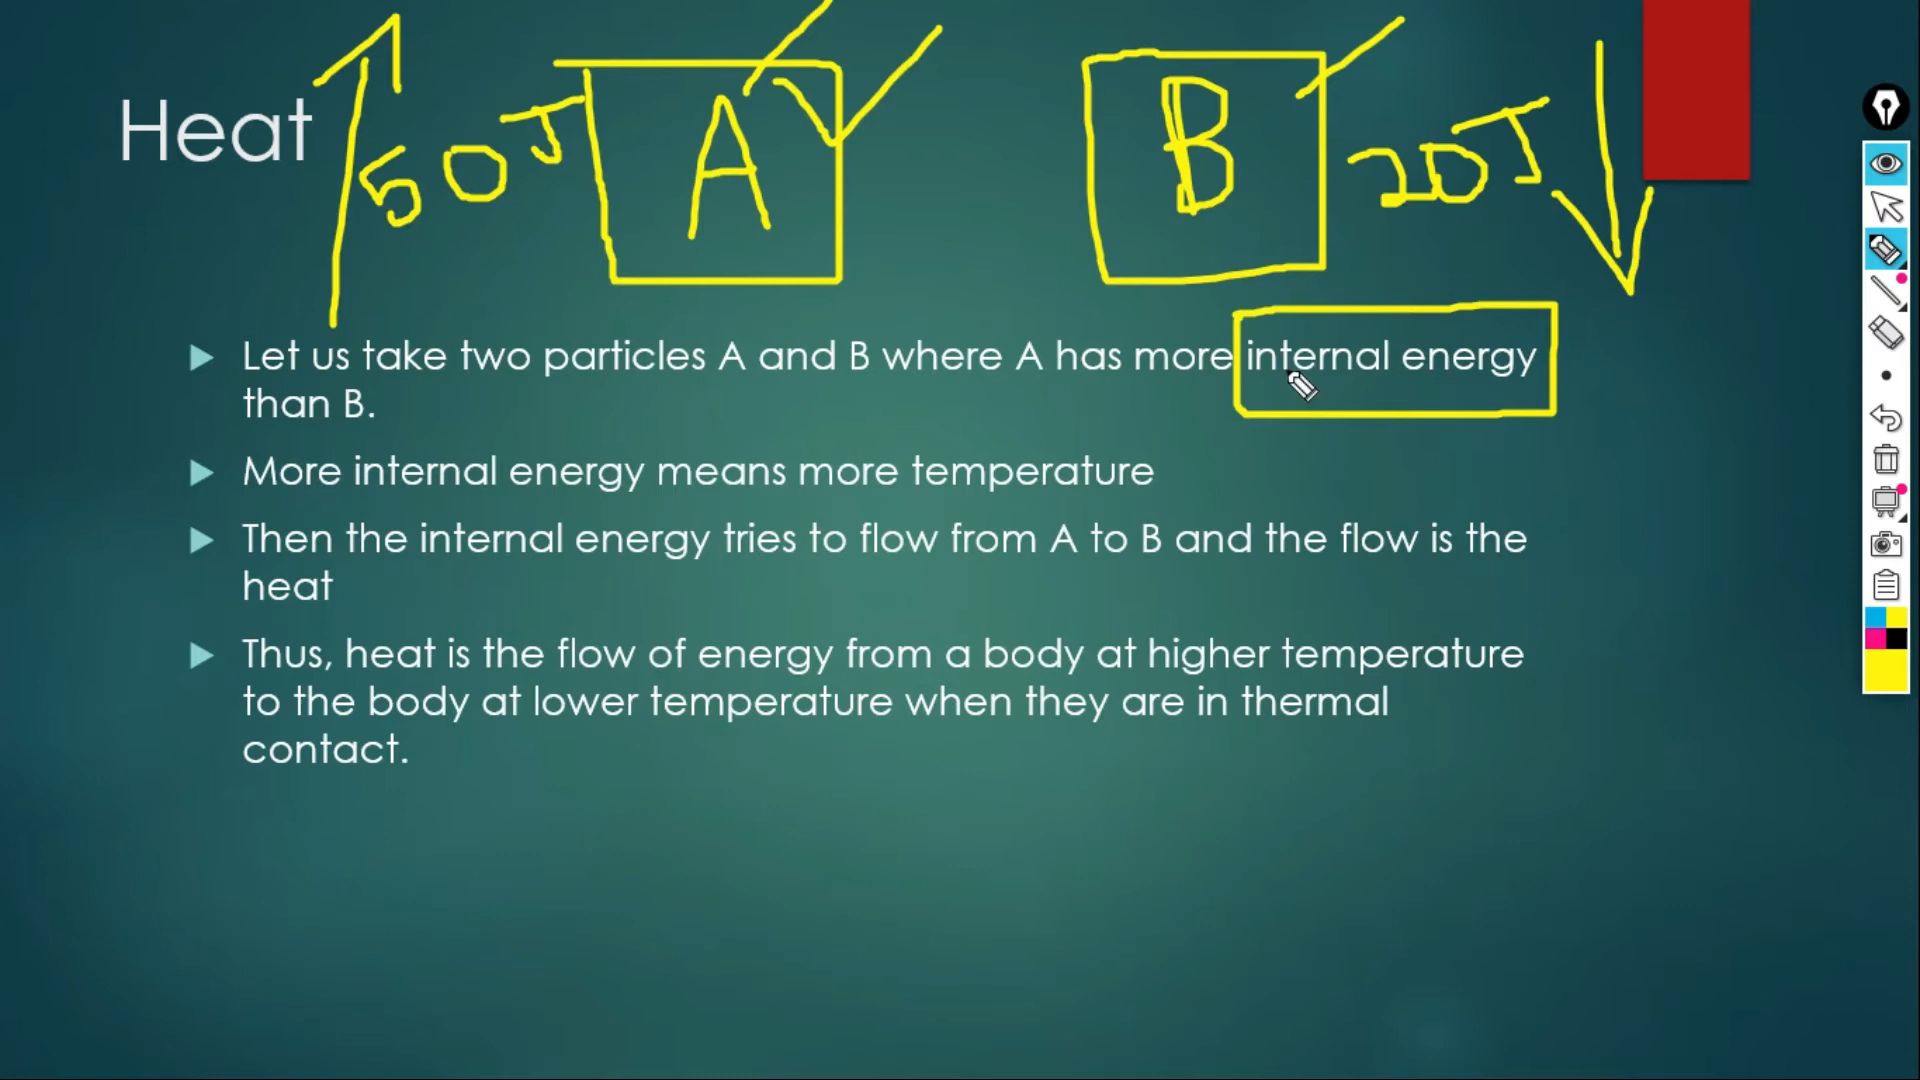 Heat
50J
A
B
20J
Let us take two particles A and B where A has more internal energy
than B.
More internal energy means more temperature
Then the internal energy tries to flow from A to B and the flow is the
heat
Thus, heat is the flow of energy from a body at higher temperature
to the body at lower temperature when they are in thermal
contact.